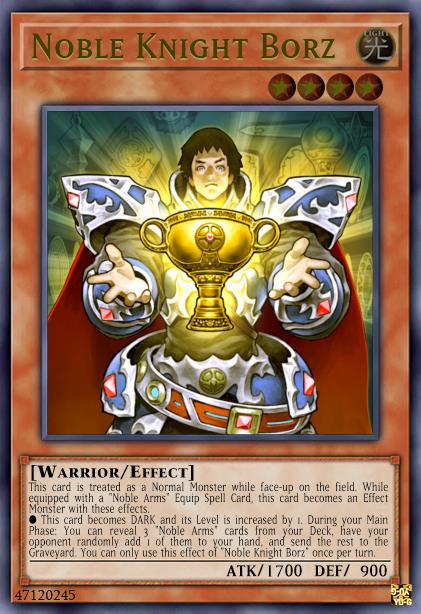 NOBLE KNIGHT BORZ
LIGHT
光
[WARRIOR/EFFECT]
This card is treated as a Normal Monster while face-up on the field. While
equipped with a "Noble Arms" Equip Spell Card, this card becomes an Effect
Monster with these effects.
● This card becomes DARK and its Level is increased by 1. During your Main
Phase: You can reveal 3 "Noble Arms" cards from your Deck, have your
opponent randomly add 1 of them to your hand, and send the rest to the
Graveyard. You can only use this effect of "Noble Knight Borz" once per turn.
ATK/1700 DEF/ 900
47120245